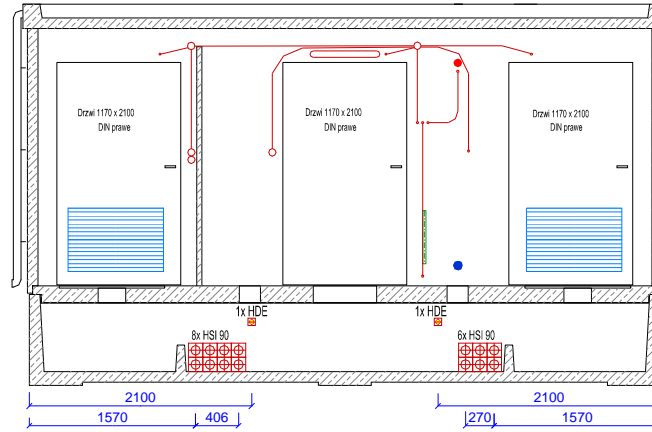 Drzwi 1170 x 2100
DIN prawe
Drzwi 1170 x 2100
DIN prawe
Drzwi 1170 x 2100
DIN prawe
1x HDE
1x HDE
8x HSI 90
6x HSI 90
2100
2100
1570
406
270
1570